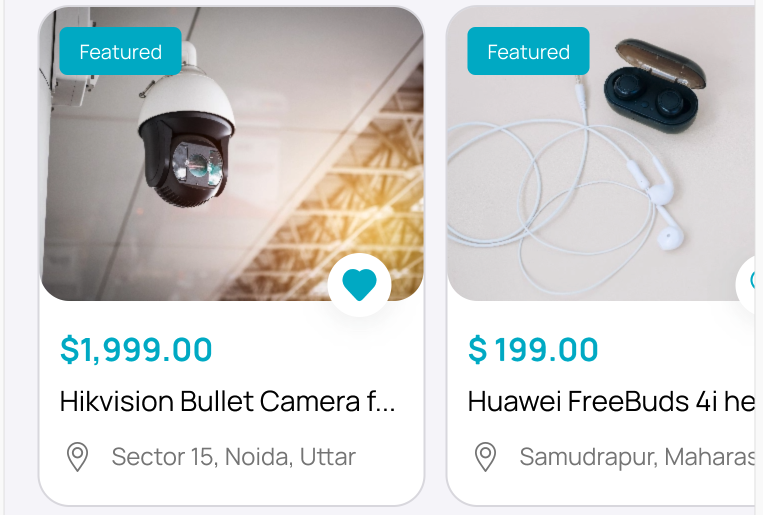 Featured
$1,999.00
Hikvision Bullet Camera f...
Sector 15, Noida, Uttar
Featured
$ 199.00
Huawei FreeBuds 4i he
Samudrapur, Maharas